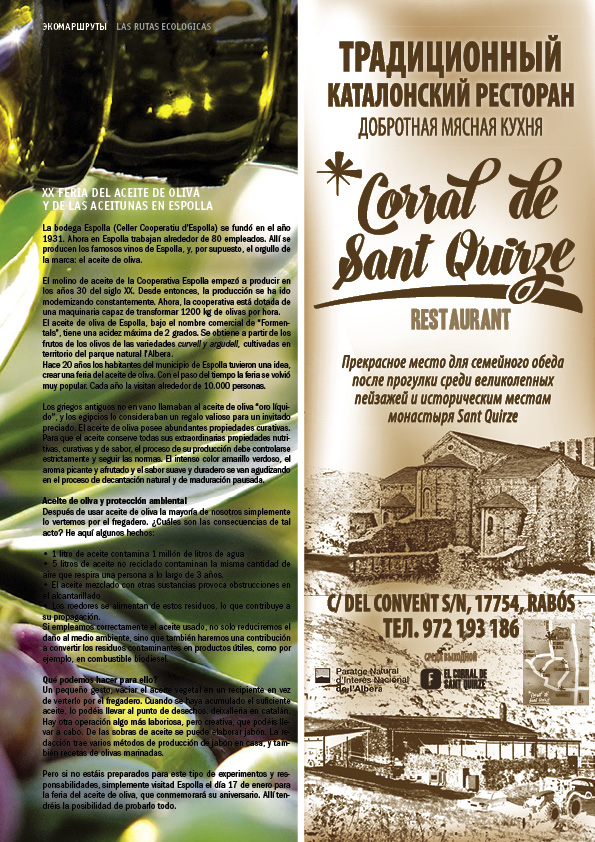 ЭКОМАРШРУТЫ LAS RUTAS ECOLOGICAS
XX FERIA DEL ACEITE DE OLIVA
Y DE LAS ACEITUNAS EN ESPOLLA
La bodega Espolla (Celler Cooperatiu d'Espolla) se fundó en el año
1931. Ahora en Espolla trabajan alrededor de 80 empleados. Allí se
producen los famosos vinos de Espolla, y, por supuesto, el orgullo de
la marca: el aceite de oliva.
El molino de aceite de la Cooperativa Espolla empezó a producir en
los años 30 del siglo XX. Desde entonces, la producción se ha ido
modernizando constantemente. Ahora, la cooperativa está dotada de
una maquinaria capaz de transformar 1200 kg de olivas por hora.
El aceite de oliva de Espolla, bajo el nombre comercial de "Formen-
tals", tiene una acidez máxima de 2 grados. Se obtiene a partir de los
frutos de los olivos de las variedades curvell y argudell, cultivadas en
territorio del parque natural l'Albera.
Hace 20 años los habitantes del municipio de Espolla tuvieron una idea,
crear una feria del aceite de oliva. Con el paso del tiempo la feria se volvió
muy popular. Cada año la visitan alrededor de 10.000 personas.
Los griegos antiguos no en vano llamaban al aceite de oliva "oro líqui-
do", y los egipcios lo consideraban un regalo valioso para un invitado
preciado. El aceite de oliva posee abundantes propiedades curativas.
Para que el aceite conserve todas sus extraordinarias propiedades nutri-
tivas, curativas y de sabor, el proceso de su producción debe controlarse
estrictamente y seguir las normas. El intenso color amarillo verdoso, el
aroma picante y afrutado y el sabor suave y duradero se van agudizando
en el proceso de decantación natural y de maduración pausada.
Aceite de oliva y protección ambiental
Después de usar aceite de oliva la mayoría de nosotros simplemente
lo vertemos por el fregadero. ¿Cuáles son las consecuencias de tal
acto? He aquí algunos hechos:
• 1 litro de aceite contamina 1 millón de litros de agua
• 5 litros de aceite no reciclado contaminan la misma cantidad de
aire que respira una persona a lo largo de 3 años.
• El aceite mezclado con otras sustancias provoca obstrucciones en
el alcantarillado
• Los roedores se alimentan de estos residuos, lo que contribuye a
su propagación.
Si empleamos correctamente el aceite usado, no solo reduciremos el
daño al medio ambiente, sino que también haremos una contribución
a convertir los residuos contaminantes en productos útiles, como por
ejemplo, en combustible biodiesel.
Qué podemos hacer para ello?
Un pequeño gesto, vaciar el aceite vegetal en un recipiente en vez
de verterlo por el fregadero. Cuando se haya acumulado el suficiente
aceite, lo podéis llevar al punto de desechos, deixalleria en catalán.
Hay otra operación algo más laboriosa, pero creativa, que podéis lle-
var a cabo. De las sobras de aceite se puede elaborar jabón. La re-
dacción trae varios métodos de producción de jabón en casa, y tam-
bién recetas de olivas marinadas.
Pero si no estáis preparados para este tipo de experimentos y res-
ponsabilidades, simplemente visitad Espolla el día 17 de enero para
la feria del aceite de oliva, que conmemorará su aniversario. Allí ten-
dréis la posibilidad de probarlo todo.
ТРАДИЦИОННЫЙ
КАТАЛОНСКИЙ РЕСТОРАН
ДОБРОТНАЯ МЯСНАЯ КУХНЯ
Corral de
Sant Quirze
RESTAURANT
Прекрасное место для семейного обеда
после прогулки среди великолепных
пейзажей и историческим местам
монастыря Sant Quirze
C/ DEL CONVENT S/N, 17754, RABÓS
ТЕЛ. 972 193 186
среда выходной
Paratge Natural
d'Interès Nacional
de l'Albera
EL CORRAL DE
SANT QUIRZE